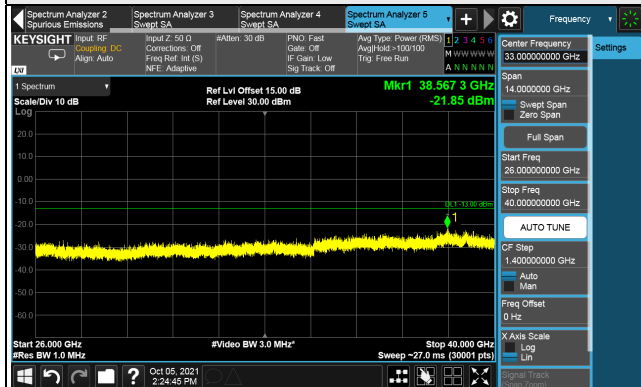 Spectrum Analyzer 2
Spurious Emissions
Spectrum Analyzer 3
Swept SA
Spectrum Analyzer 4
Swept SA
Spectrum Analyzer 5
Swept SA
Frequency
KEYSIGHT
Input: RF
Coupling: DC
Align: Auto
Input Z: 50 Ω
Corrections: Off
Freq Ref: Int (S)
NFE: Adaptive
#Atten: 30 dB
PNO: Fast
Gate: Off
IF Gain: Low
Sig Track: Off
Avg Type: Power (RMS)
Avg|Hold:>100/100
Trig: Free Run
1 2 3 4 5 6
M W W W W W
A N N N N N
LXI
Center Frequency
33.000000000 GHz
Settings
Span
14.0000000 GHz
Swept Span
Zero Span
Full Span
Start Freq
26.000000000 GHz
Stop Freq
40.000000000 GHz
AUTO TUNE
CF Step
1.400000000 GHz
Auto
Man
Freq Offset
0 Hz
X Axis Scale
Log
Lin
Signal Track
(Span Zoom)
1 Spectrum
Scale/Div 10 dB
Log
Ref Lvl Offset 15.00 dB
Ref Level 30.00 dBm
Mkr1 38.567 3 GHz
-21.85 dBm
20.0
10.0
0.00
-10.0
-20.0
-30.0
-40.0
-50.0
-60.0
DL1 -13.00 dBm
1
Start 26.000 GHz
#Res BW 1.0 MHz
#Video BW 3.0 MHz*
Stop 40.000 GHz
Sweep ~27.0 ms (30001 pts)
Oct 05, 2021
2:24:45 PM